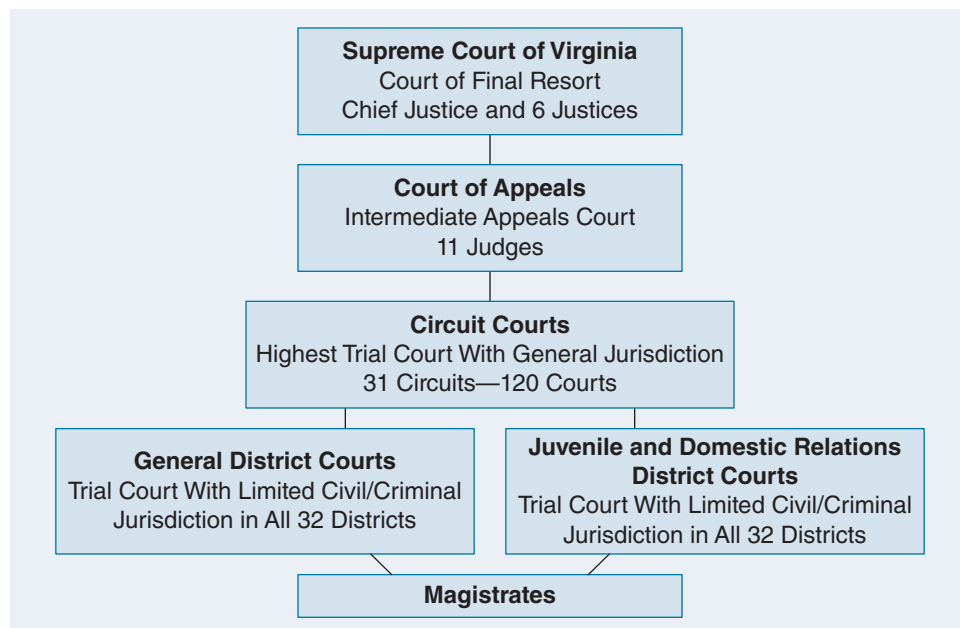 Supreme Court of Virginia
Court of Final Resort
Chief Justice and 6 Justices
Court of Appeals
Intermediate Appeals Court
11 Judges
Circuit Courts
Highest Trial Court With General Jurisdiction
31 Circuits—120 Courts
General District Courts
Trial Court With Limited Civil/Criminal
Jurisdiction in All 32 Districts
Juvenile and Domestic Relations
District Courts
Trial Court With Limited Civil/Criminal
Jurisdiction in All 32 Districts
Magistrates